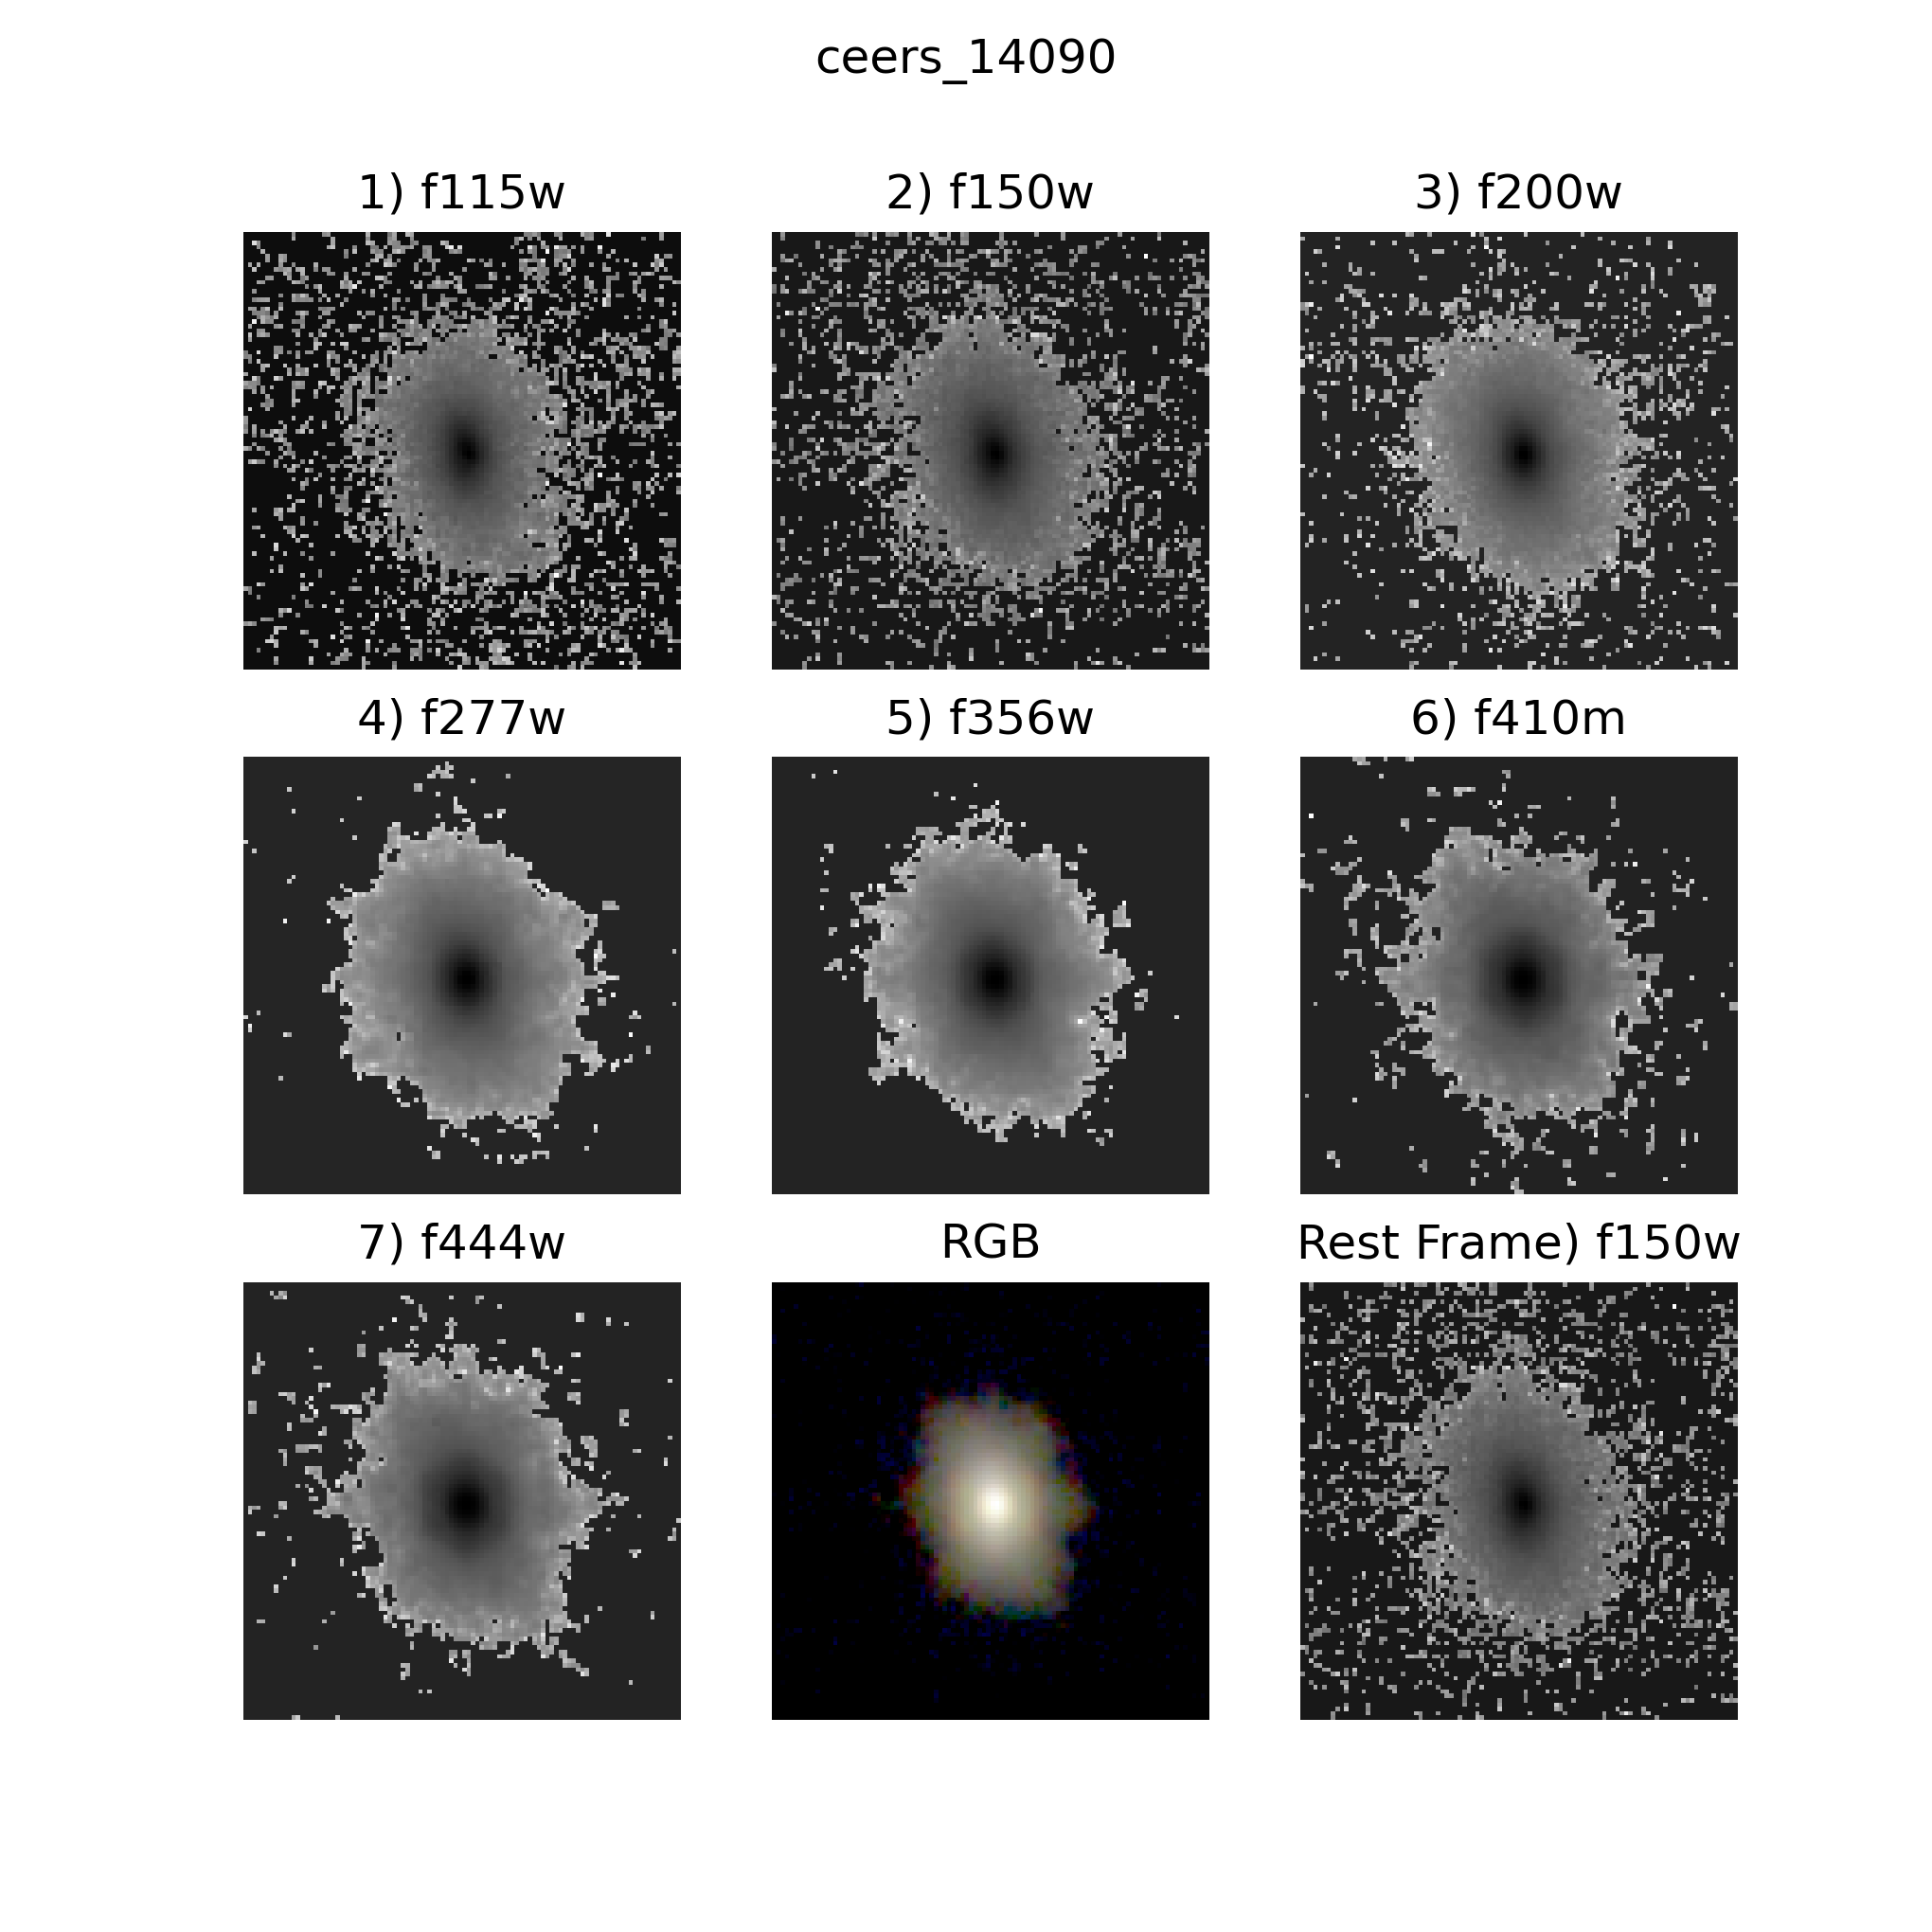 ceers_14090
1) f115w
2) f150w
3) f200w
4) f277w
5) f356w
6) f410m
7) f444w
RGB
Rest Frame) f150w